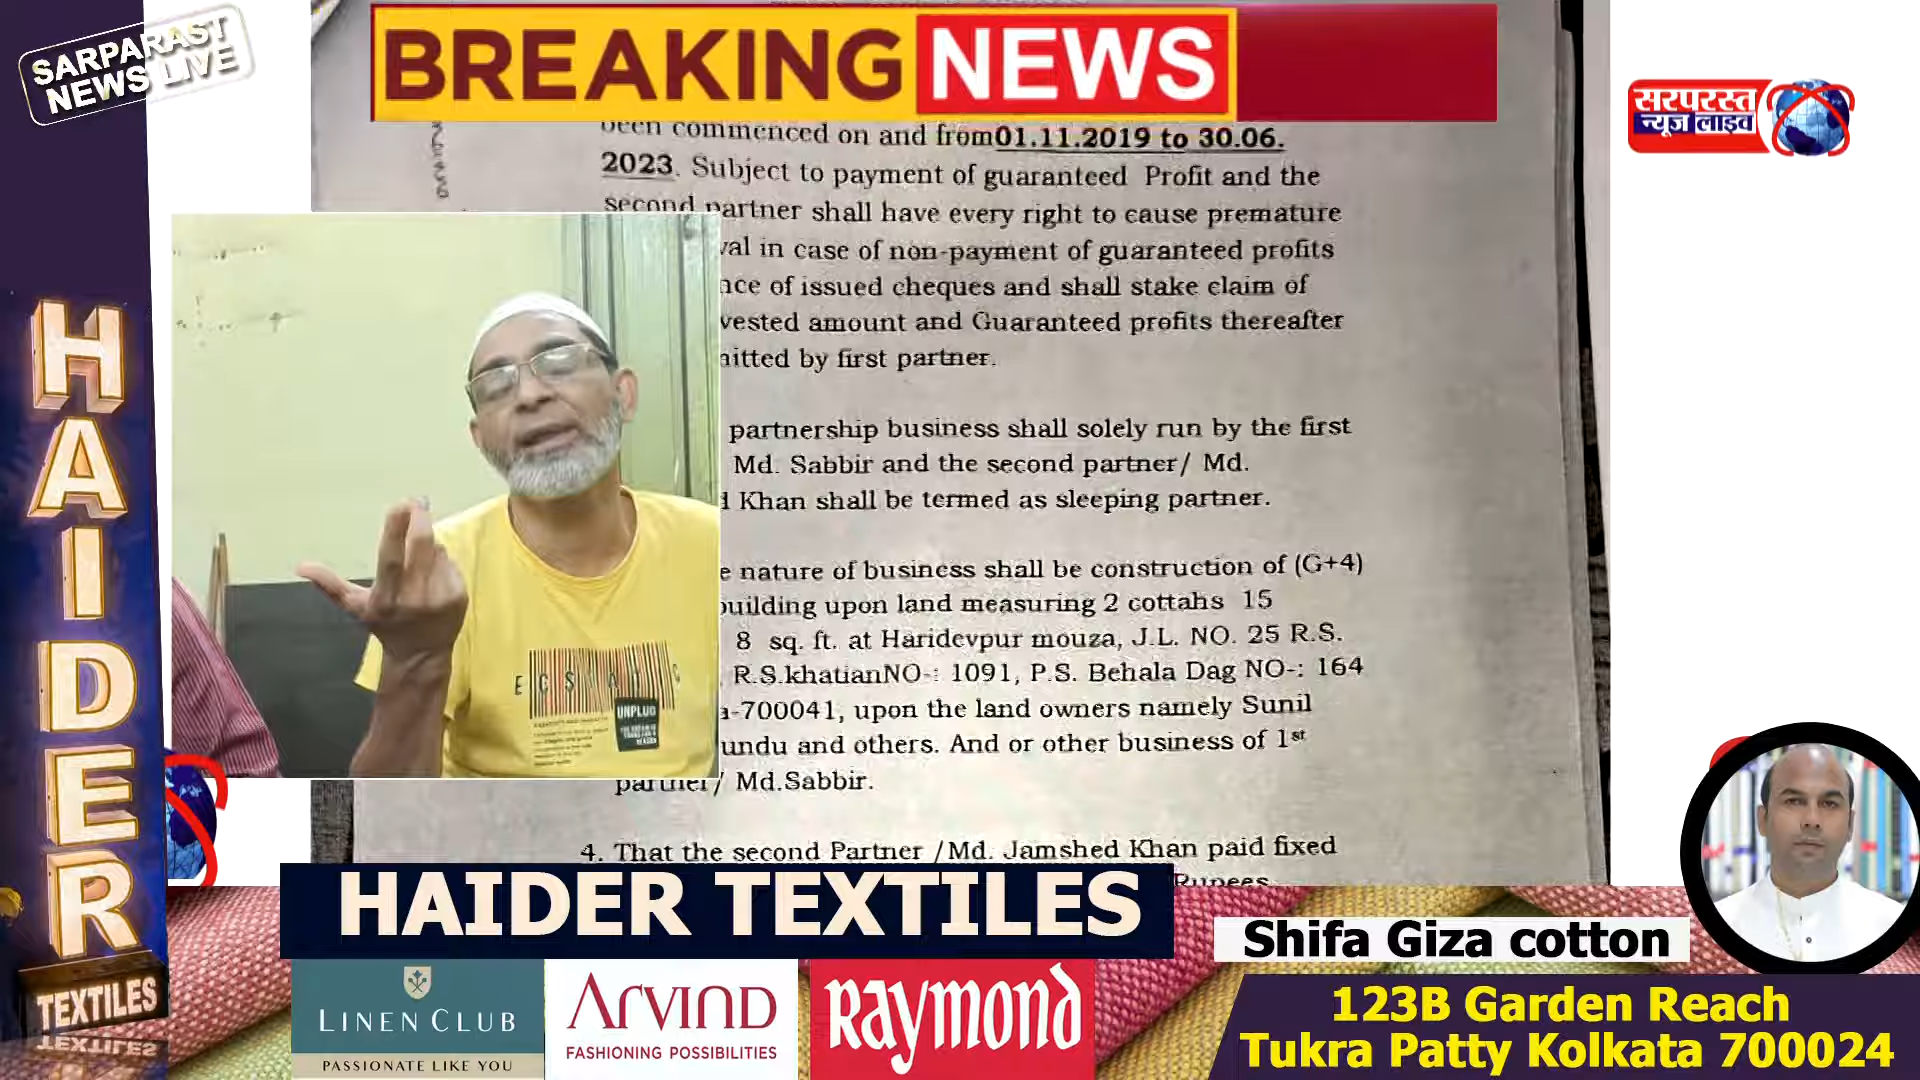 SARPARAST
NEWS LIVE
BREAKING NEWS
सरपरस्त
न्यूज लाइव
been commenced on and from01.11.2019 to 30.06.
2023. Subject to payment of guaranteed Profit and the
second partner shall have every right to cause premature
val in case of non-payment of guaranteed profits
nce of issued cheques and shall stake claim of
vested amount and Guaranteed profits thereafter
nitted by first partner.
partnership business shall solely run by the first
Md. Sabbir and the second partner/ Md.
d Khan shall be termed as sleeping partner.
e nature of business shall be construction of (G+4)
building upon land measuring 2 cottahs 15
8 sq. ft. at Haridevpur mouza, J.L. NO. 25 R.S.
R.S.khatianNO-: 1091, P.S. Behala Dag NO-: 164
a-700041, upon the land owners namely Sunil
undu and others. And or other business of 1st
partner/ Md.Sabbir.
4. That the second Partner /Md. Jamshed Khan paid fixed
Rupees
UNPLUG
HAIDER
TEXTILES
HAIDER TEXTILES
LINEN CLUB
PASSIONATE LIKE YOU
ARVIND
FASHIONING POSSIBILITIES
RAYMOND
Shifa Giza cotton
123B Garden Reach
Tukra Patty Kolkata 700024